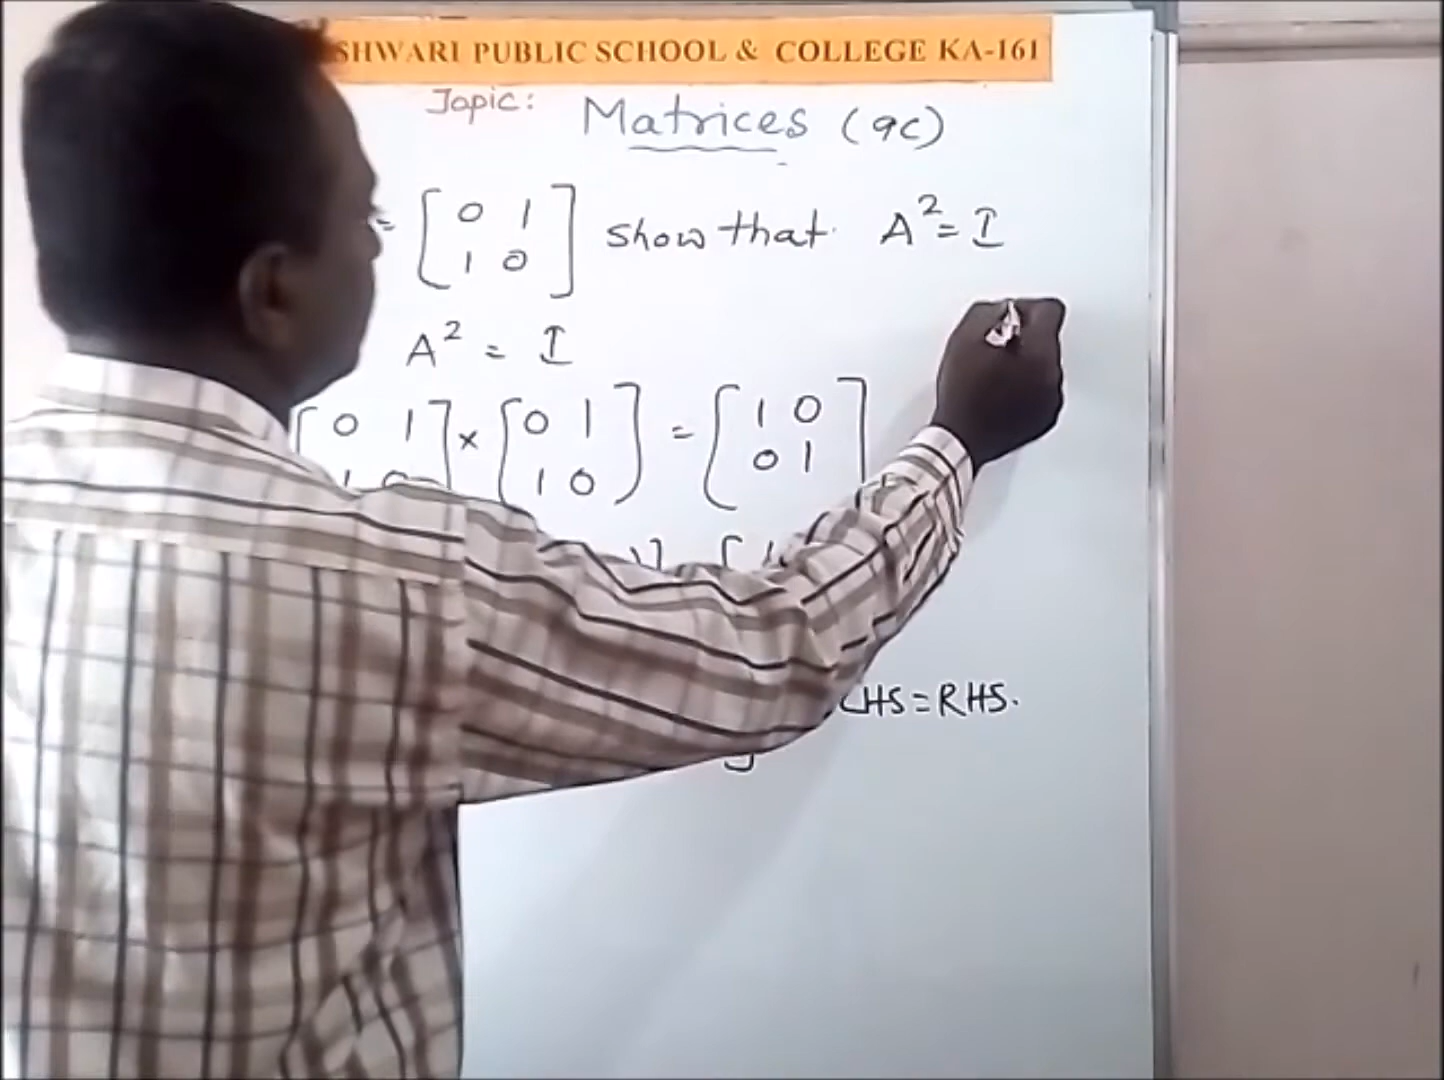 SHWARI PUBLIC SCHOOL & COLLEGE KA-161
Topic: Matrices (9C)
= [0 1 show that A² = I
1 0]
A² = I
[0 1] × [0 1] = [1 0]
1 0 0 1
LHS = RHS.